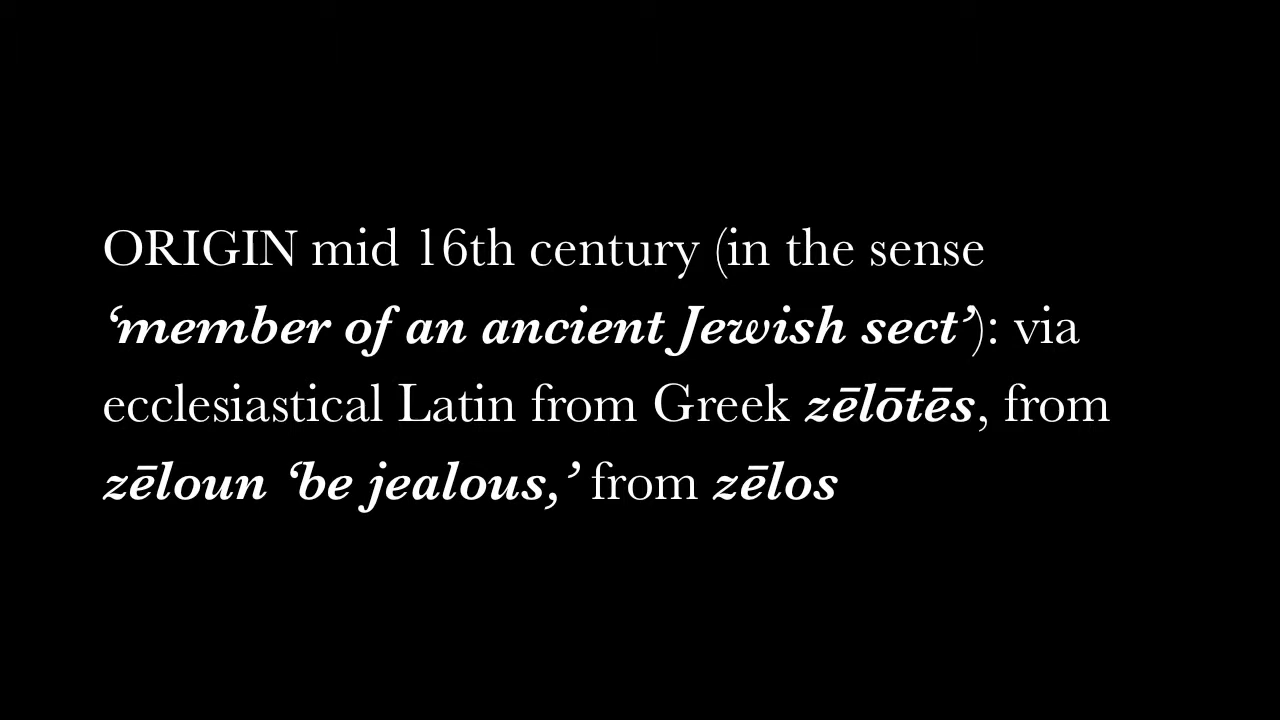 ORIGIN mid 16th century (in the sense
‘member of an ancient Jewish sect’): via
ecclesiastical Latin from Greek zēlōtēs, from
zēloun ‘be jealous,’ from zēlos